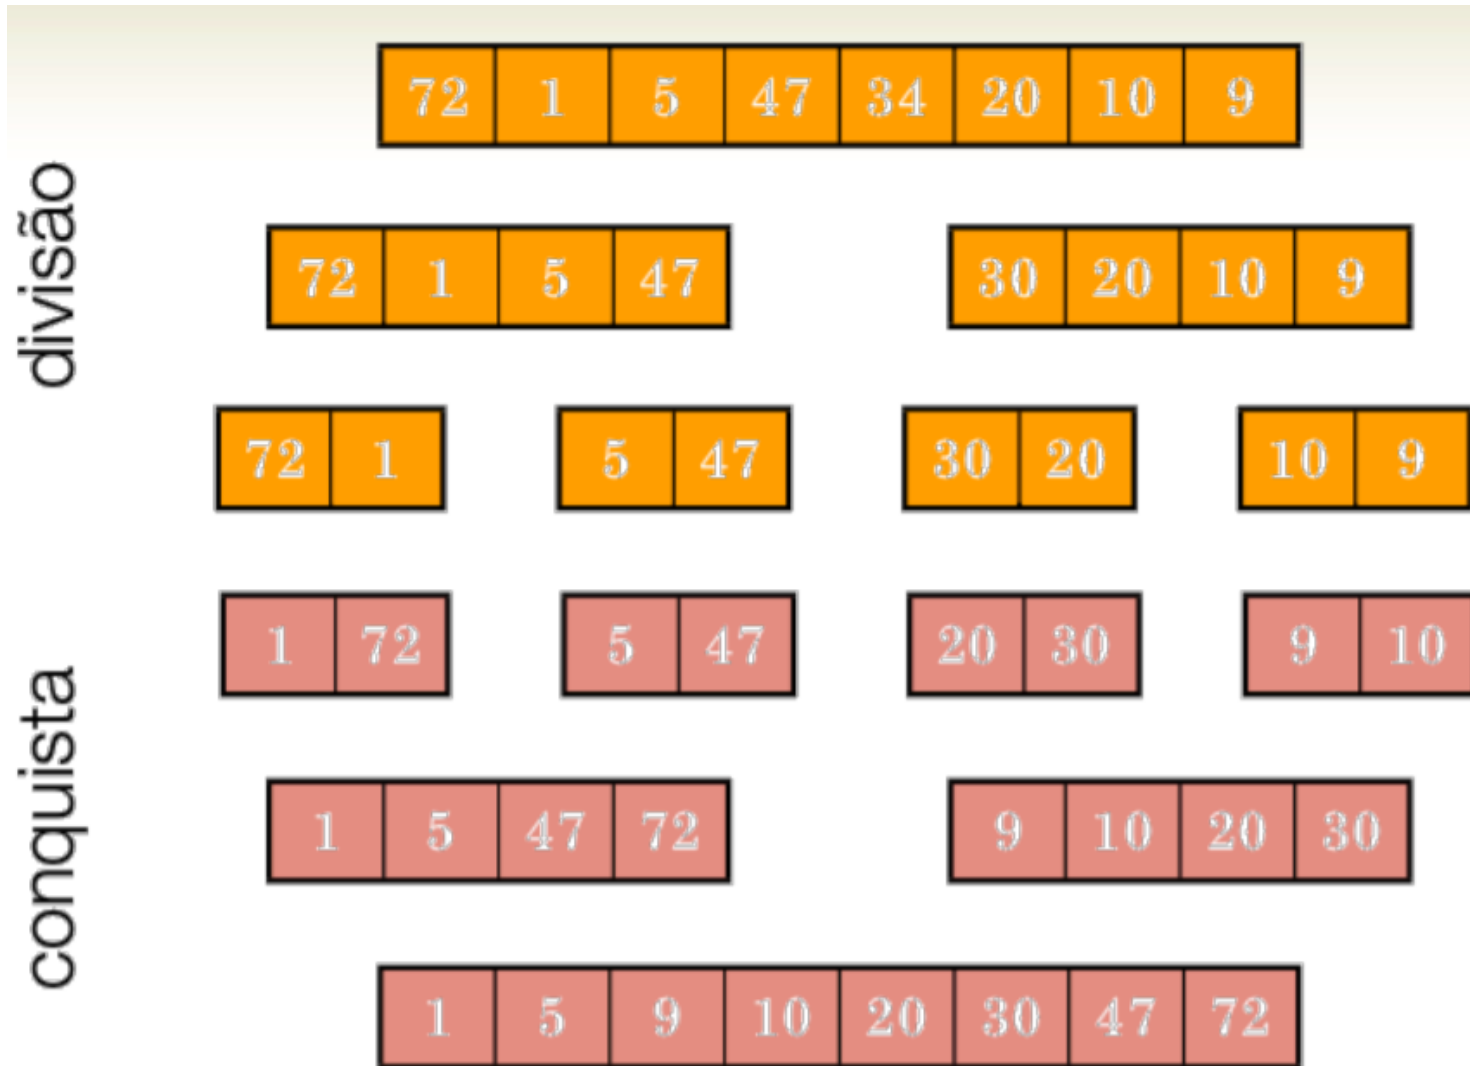 72 1 5 47 34 20 10 9
divisão
72 1 5 47 30 20 10 9
72 1 5 47 30 20 10 9
1 72 5 47 20 30 9 10
conquista
1 5 47 72 9 10 20 30
1 5 9 10 20 30 47 72